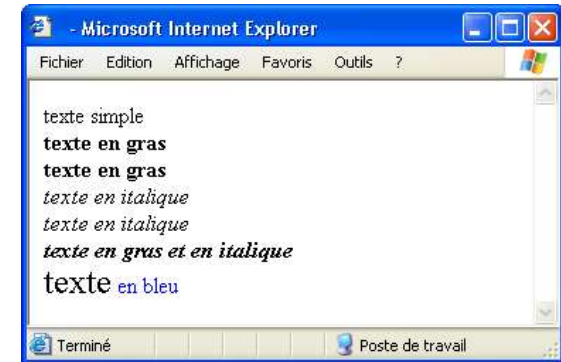 - Microsoft Internet Explorer
Fichier Edition Affichage Favoris Outils ?
texte simple
texte en gras
texte en gras
texte en italique
texte en italique
texte en gras et en italique
texte en bleu
Terminé Poste de travail